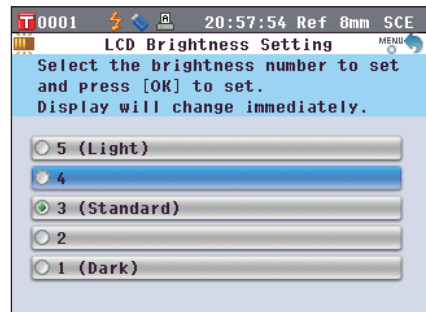 T0001 20:57:54 Ref 8mm SCE
LCD Brightness Setting MENU
Select the brightness number to set
and press [OK] to set.
Display will change immediately.
5 (Light)
4
3 (Standard)
2
1 (Dark)